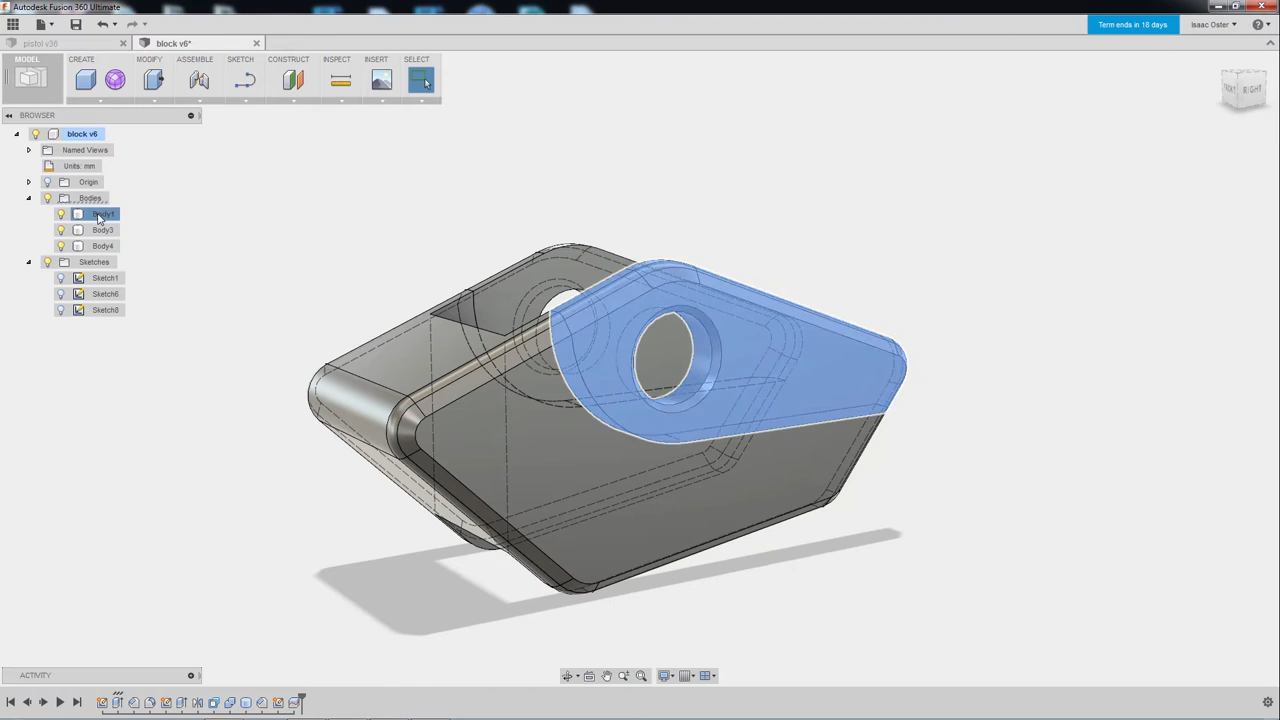 Autodesk Fusion 360 Ultimate
Term ends in 18 days
Isaac Oster
pistol v36
block v6*
MODEL
CREATE
MODIFY
ASSEMBLE
SKETCH
CONSTRUCT
INSPECT
INSERT
SELECT
BROWSER
block v6
Named Views
Units: mm
Origin
Bodies
Body1
Body3
Body4
Sketches
Sketch1
Sketch6
Sketch8
RIGHT
ACTIVITY